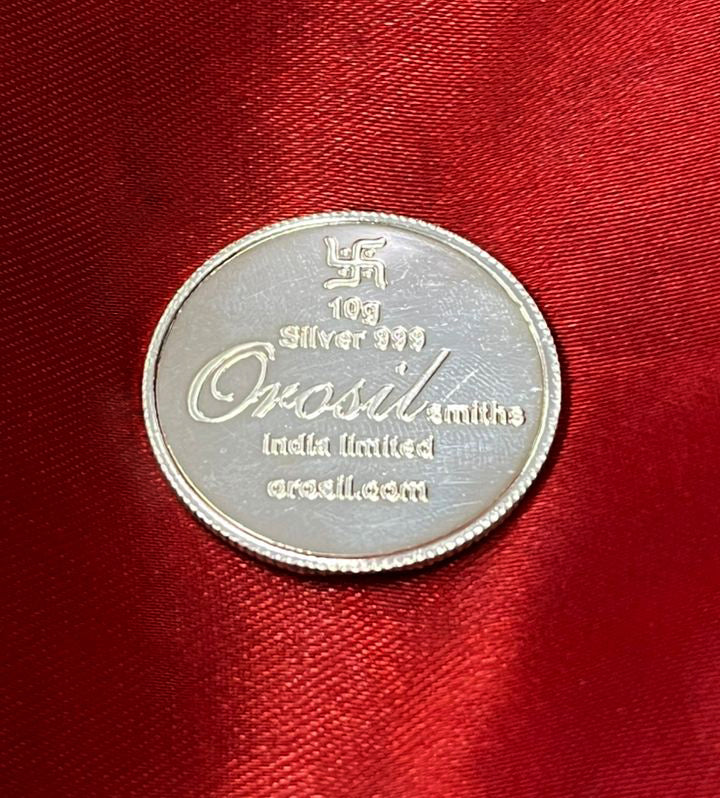 10g
Silver 999
Orosil smiths
India limited
orosil.com